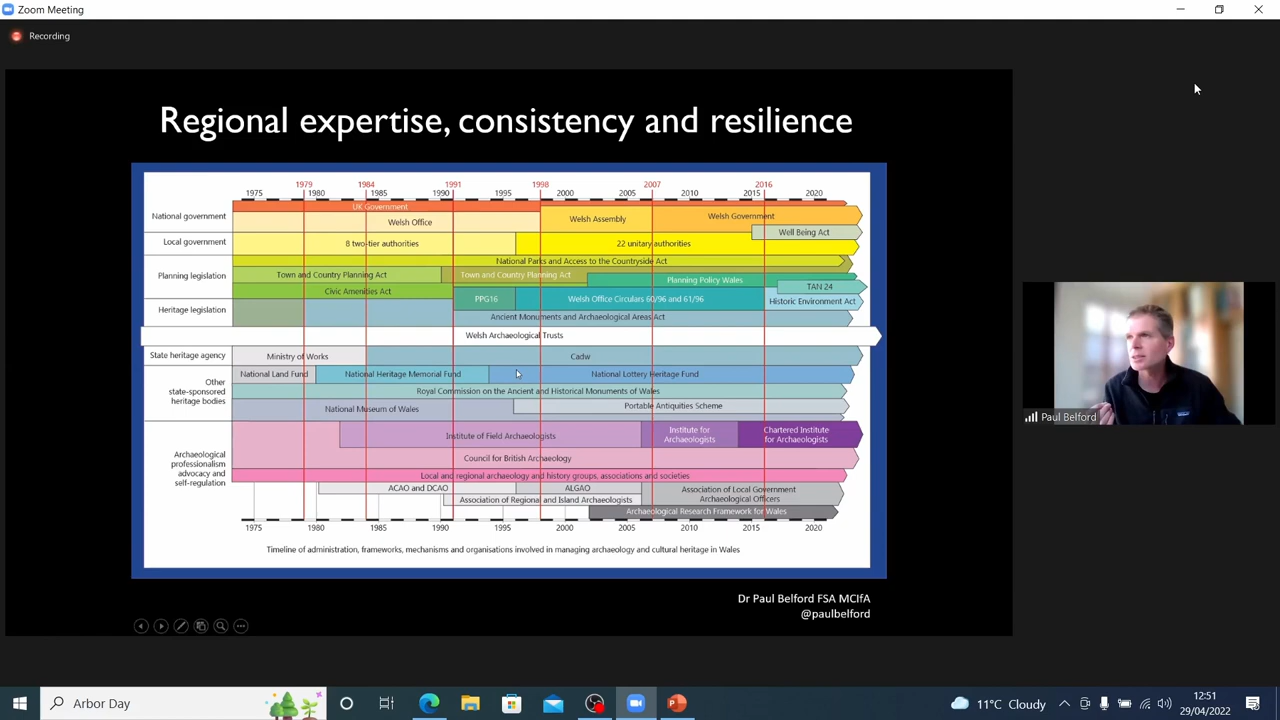 Zoom Meeting
Recording
Regional expertise, consistency and resilience
1979 1984 1991 1998 2007 2016
1975 1980 1985 1990 1995 2000 2005 2010 2015 2020
National government
UK Government
Welsh Office
Welsh Assembly
Welsh Government
Well Being Act
Local government
8 two-tier authorities
22 unitary authorities
National Parks and Access to the Countryside Act
Planning legislation
Town and Country Planning Act
Town and Country Planning Act
Planning Policy Wales
TAN 24
Civic Amenities Act
Heritage legislation
PPG16
Welsh Office Circulars 60/96 and 61/96
Historic Environment Act
Ancient Monuments and Archaeological Areas Act
Welsh Archaeological Trusts
State heritage agency
Ministry of Works
Cadw
Other
state-sponsored
heritage bodies
National Land Fund
National Heritage Memorial Fund
National Lottery Heritage Fund
Royal Commission on the Ancient and Historical Monuments of Wales
National Museum of Wales
Portable Antiquities Scheme
Archaeological
professionalism
advocacy and
self-regulation
Institute of Field Archaeologists
Institute for
Archaeologists
Chartered Institute
for Archaeologists
Council for British Archaeology
Local and regional archaeology and history groups, associations and societies
ACAO and DCAO
ALGAO
Association of Regional and Island Archaeologists
Association of Local Government
Archaeological Officers
Archaeological Research Framework for Wales
1975 1980 1985 1990 1995 2000 2005 2010 2015 2020
Timeline of administration, frameworks, mechanisms and organisations involved in managing archaeology and cultural heritage in Wales
Dr Paul Belford FSA MCIfA
@paulbelford
Paul Belford
Arbor Day
11°C Cloudy
12:51
29/04/2022